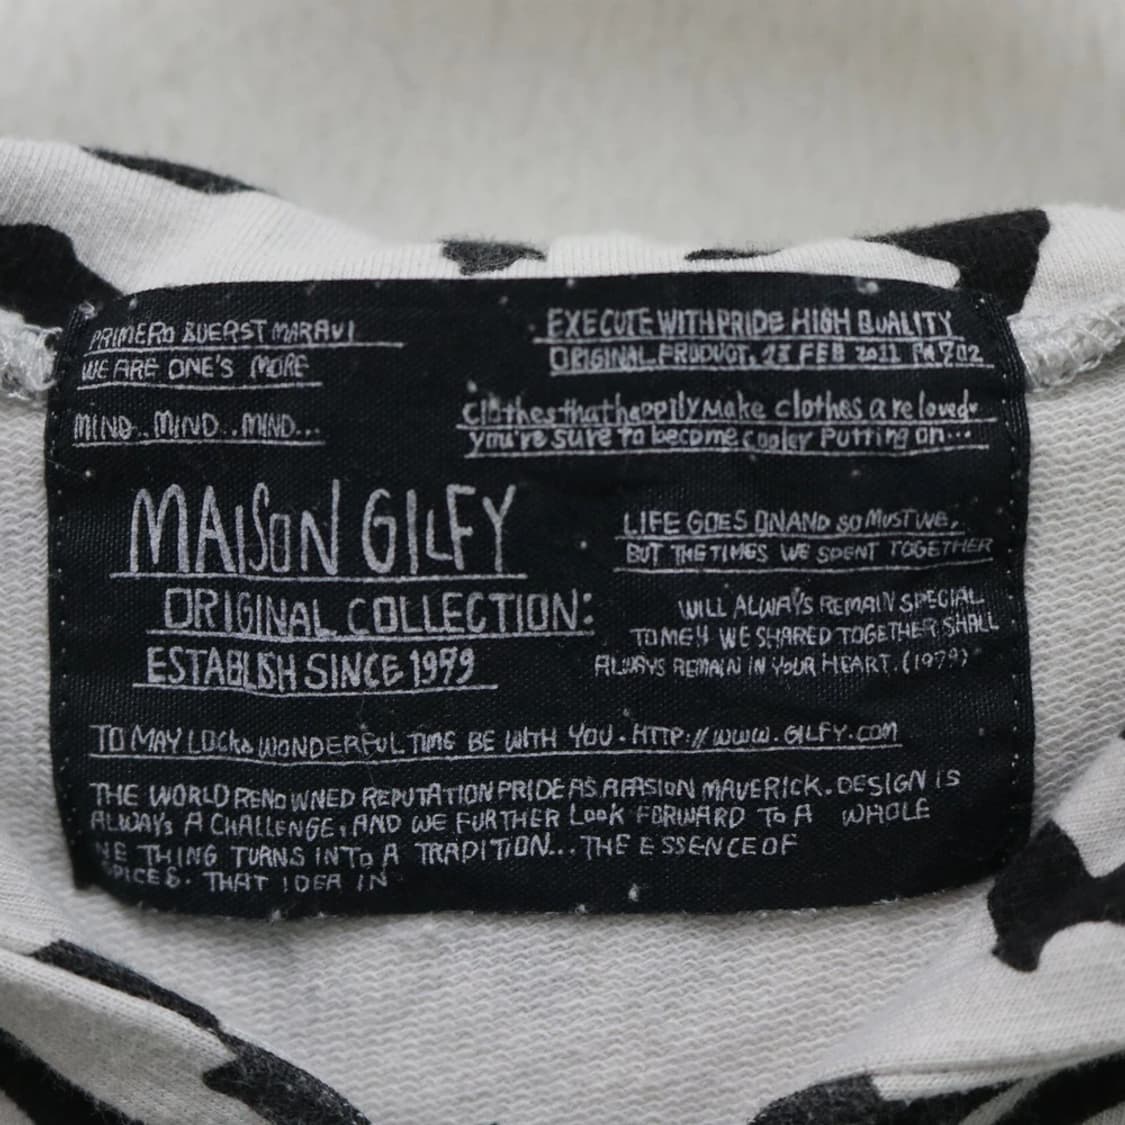 PRIMERO BUERST MARAVI
WE ARE ONE'S MORE
MIND..MIND..MIND...
EXECUTE WITH PRIDE HIGH QUALITY
ORIGINAL PRODUCT. 23 FEB 2011 PM 702
Clothes that happily make clothes are loved.
you're sure to become cooler putting on...
MAISON GILFY
ORIGINAL COLLECTION:
ESTABLISH SINCE 1979
LIFE GOES ON AND SO MUST WE,
BUT THE TIMES WE SPENT TOGETHER
WILL ALWAYS REMAIN SPECIAL
TO ME WE SHARED TOGETHER SHALL
ALWAYS REMAIN IN YOUR HEART. (1979)
TO MAY LOCK WONDERFUL TIME BE WITH YOU. HTTP://WWW.GILFY.COM
THE WORLD RENOWNED REPUTATION PRIDE AS A FASION MAVERICK. DESIGN IS
ALWAYS A CHALLENGE, AND WE FURTHER LOOK FORWARD TO A WHOLE
NE THING TURNS INTO A TRADITION...THE ESSENCE OF
PICES. THAT IDEA IN